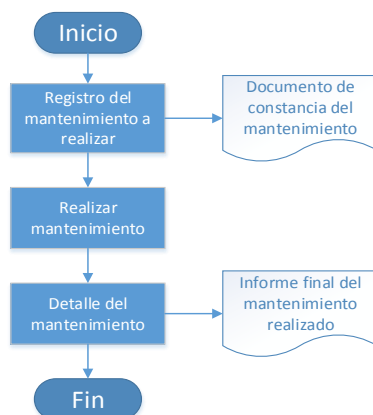 Inicio
Registro del
mantenimiento a
realizar
Documento de
constancia del
mantenimiento
Realizar
mantenimiento
Detalle del
mantenimiento
Informe final del
mantenimiento
realizado
Fin